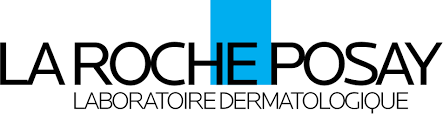 LA ROCHE POSAY
LABORATOIRE DERMATOLOGIQUE